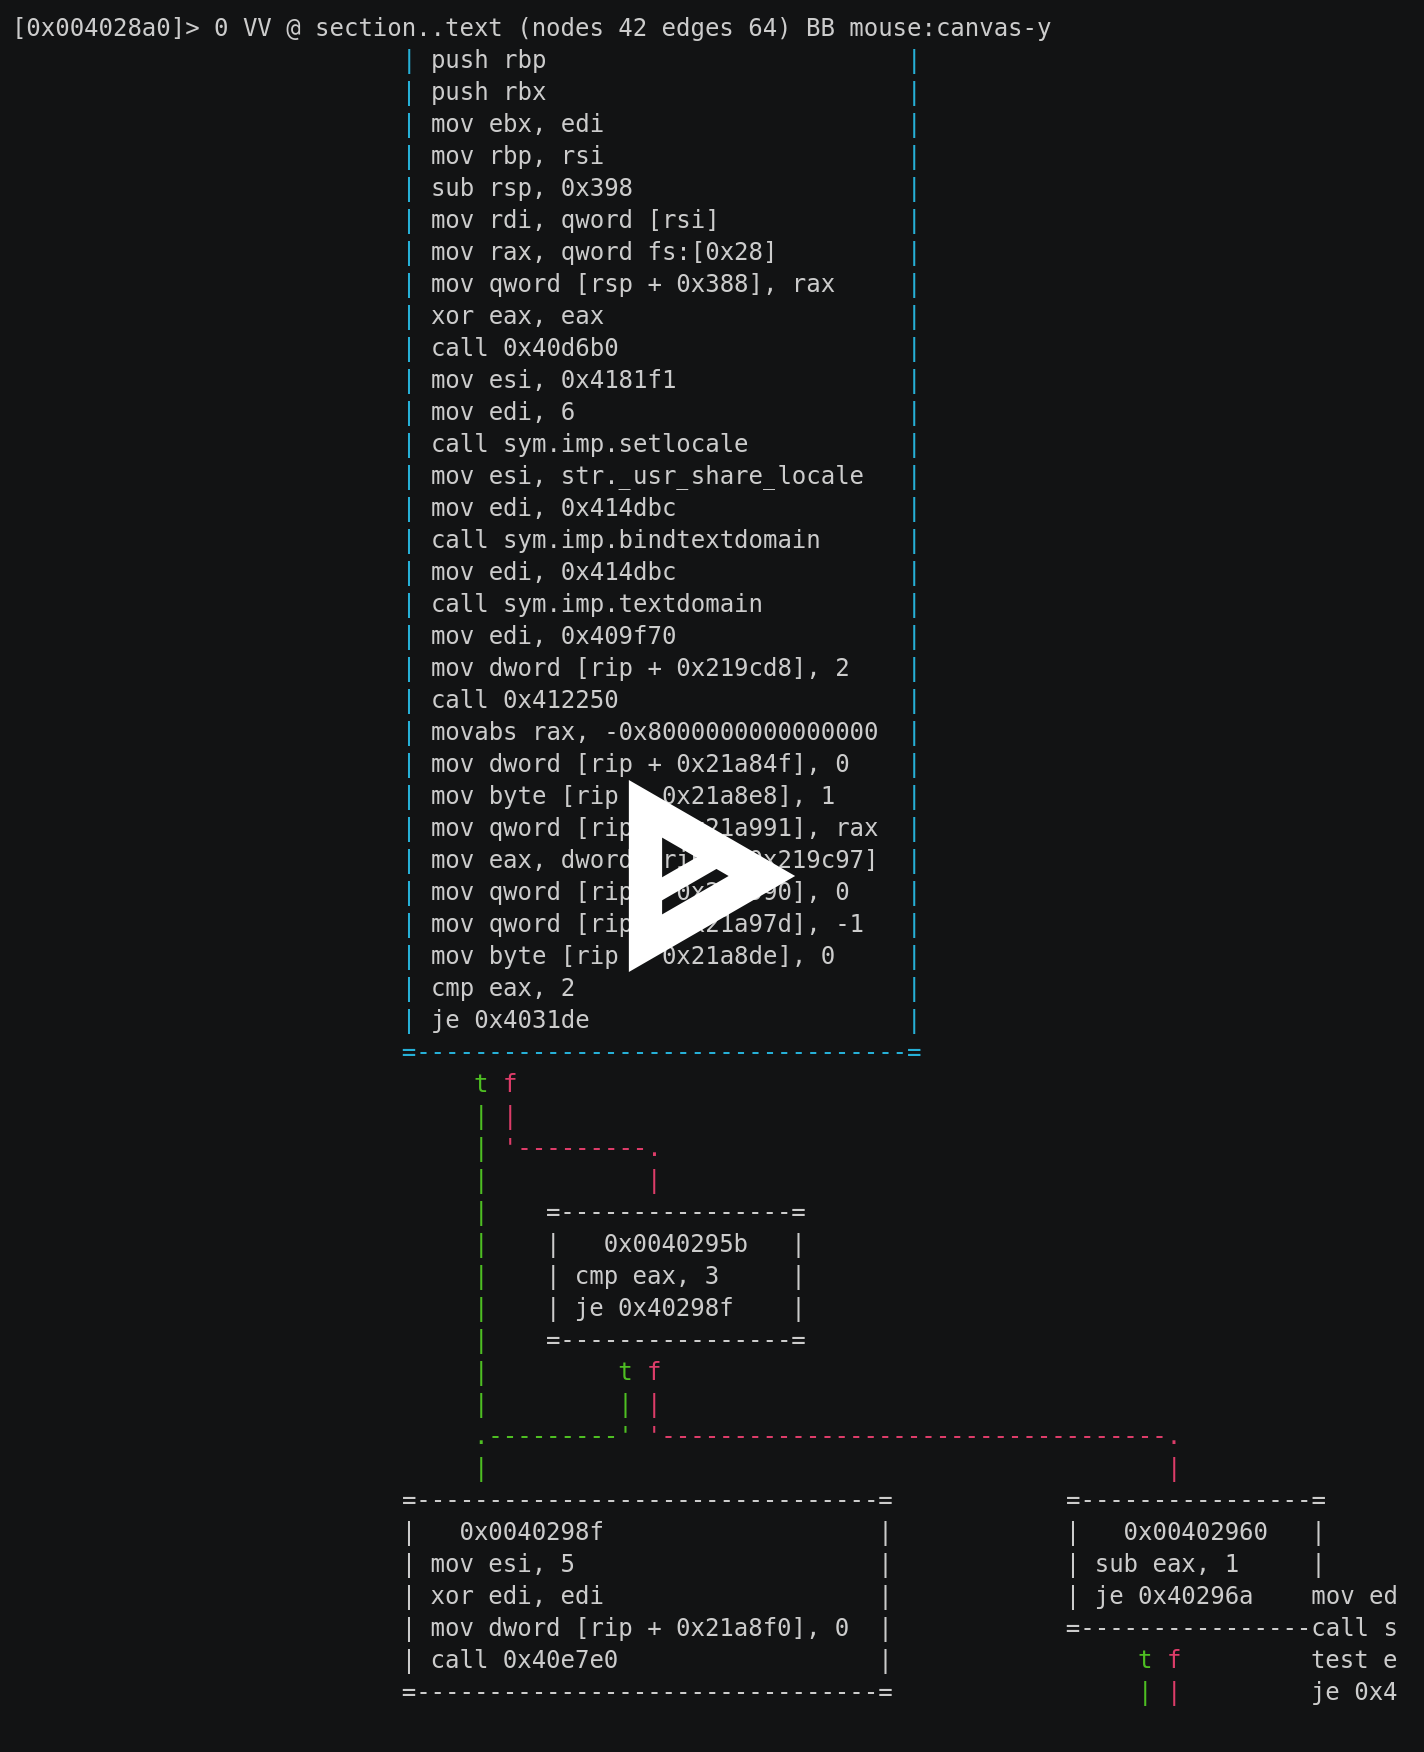 [0x004028a0]> 0 VV @ section..text (nodes 42 edges 64) BB mouse:canvas-y
| push rbp |
| push rbx |
| mov ebx, edi |
| mov rbp, rsi |
| sub rsp, 0x398 |
| mov rdi, qword [rsi] |
| mov rax, qword fs:[0x28] |
| mov qword [rsp + 0x388], rax |
| xor eax, eax |
| call 0x40d6b0 |
| mov esi, 0x4181f1 |
| mov edi, 6 |
| call sym.imp.setlocale |
| mov esi, str._usr_share_locale |
| mov edi, 0x414dbc |
| call sym.imp.bindtextdomain |
| mov edi, 0x414dbc |
| call sym.imp.textdomain |
| mov edi, 0x409f70 |
| mov dword [rip + 0x219cd8], 2 |
| call 0x412250 |
| movabs rax, -0x8000000000000000 |
| mov dword [rip + 0x21a84f], 0 |
| mov byte [rip 0x21a8e8], 1 |
| mov qword [rip 21a991], rax |
| mov eax, dword 0x219c97] |
| mov qword [rip 0], 0 |
| mov qword [rip 21a97d], -1 |
| mov byte [rip 0x21a8de], 0 |
| cmp eax, 2 |
| je 0x4031de |
=----------------------------------=
t f
| |
| '---------.
| |
| =----------------=
| | 0x0040295b |
| | cmp eax, 3 |
| | je 0x40298f |
| =----------------=
| t f
| | |
.---------' '-----------------------------------.
| |
=--------------------------------= =----------------=
| 0x0040298f | | 0x00402960 |
| mov esi, 5 | | sub eax, 1 |
| xor edi, edi | | je 0x40296a mov ed
| mov dword [rip + 0x21a8f0], 0 | =----------------call s
| call 0x40e7e0 | t f test e
=--------------------------------= | | je 0x4